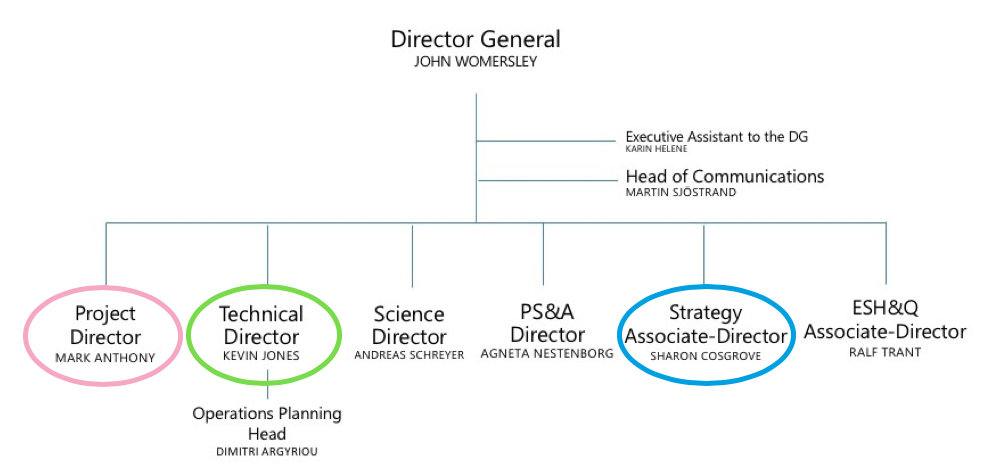 Director General
JOHN WOMERSLEY
Executive Assistant to the DG
KARIN HELENE
Head of Communications
MARTIN SJÖSTRAND
Project
Director
MARK ANTHONY
Technical
Director
KEVIN JONES
Science
Director
ANDREAS SCHREYER
PS&A
Director
AGNETA NESTENBORG
Strategy
Associate-Director
SHARON COSGROVE
ESH&Q
Associate-Director
RALF TRANT
Operations Planning
Head
DIMITRI ARGYRIOU